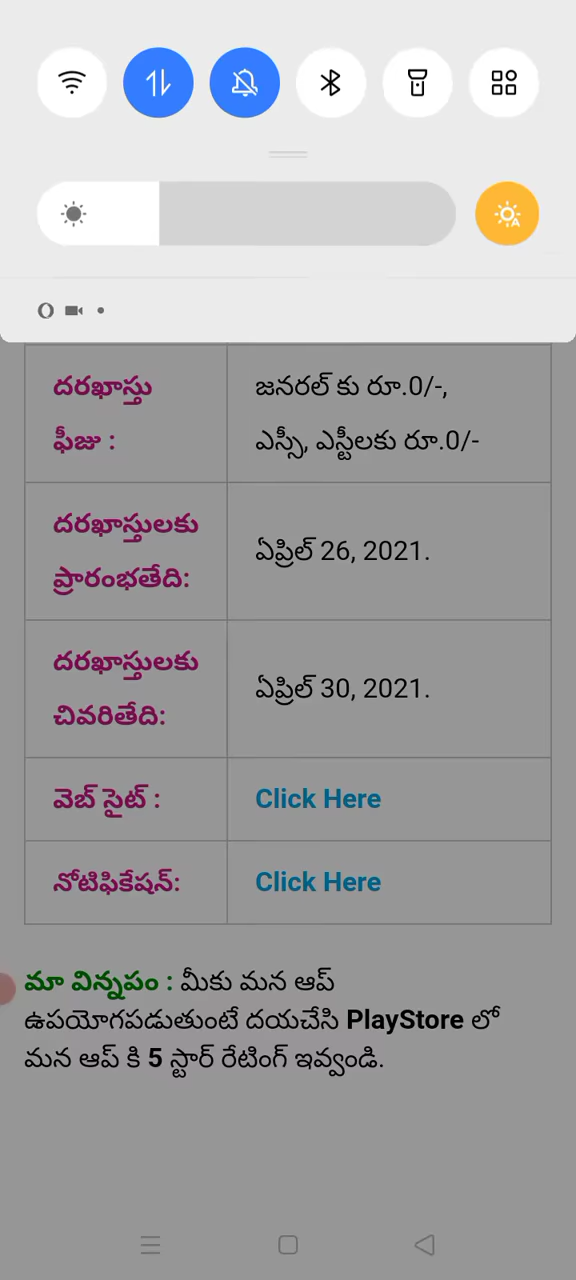 దరఖాస్తు
ఫీజు :
జనరల్ కు రూ.0/-,
ఎస్సీ, ఎస్టీలకు రూ.0/-
దరఖాస్తులకు
ప్రారంభతేది:
ఏప్రిల్ 26, 2021.
దరఖాస్తులకు
చివరితేది:
ఏప్రిల్ 30, 2021.
వెబ్ సైట్ :
Click Here
నోటిఫికేషన్:
Click Here
మా విన్నపం : మీకు మన ఆప్
ఉపయోగపడుతుంటే దయచేసి PlayStore లో
మన ఆప్ కి 5 స్టార్ రేటింగ్ ఇవ్వండి.